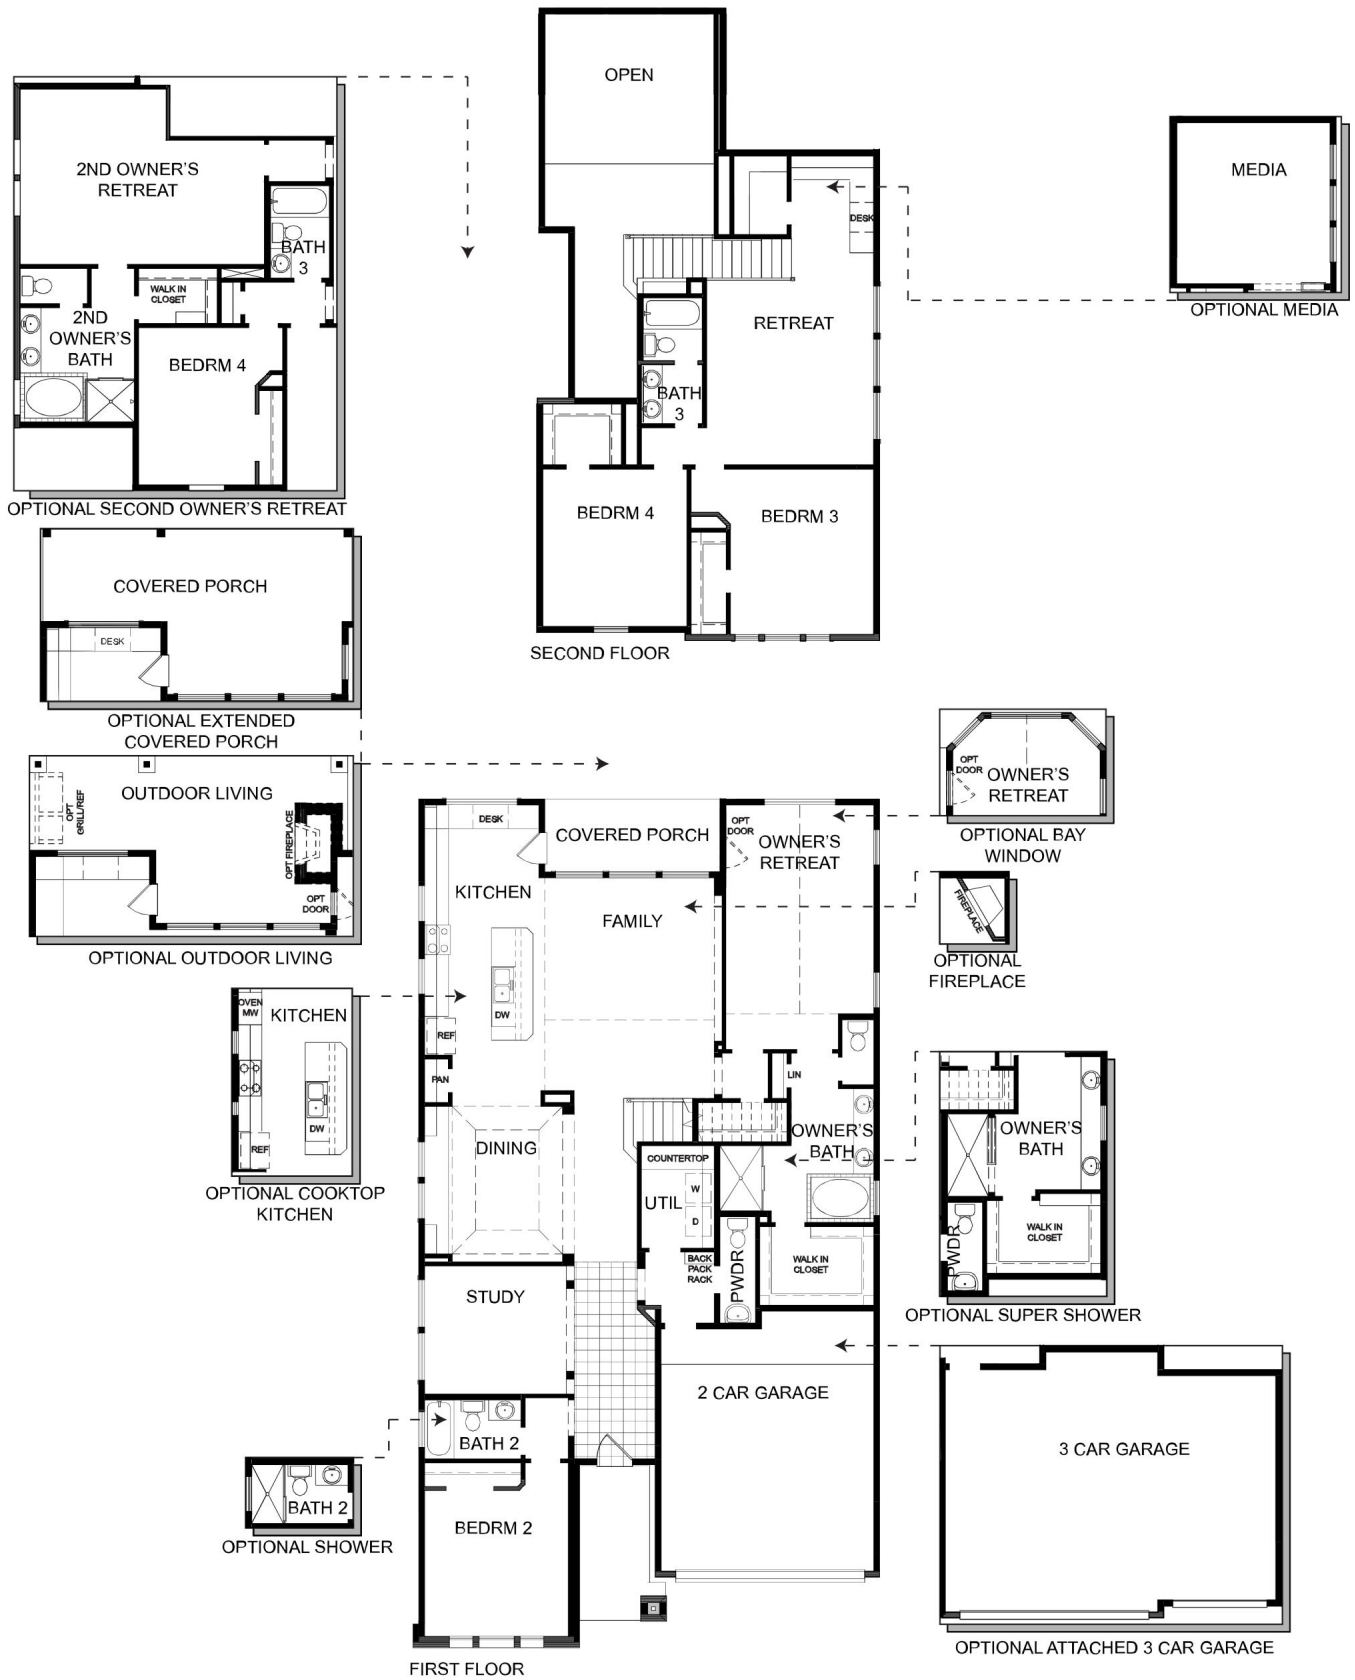 OPEN
2ND OWNER'S
RETREAT
BATH
3
WALK IN
CLOSET
2ND
OWNER'S
BATH
BEDRM 4
OPTIONAL SECOND OWNER'S RETREAT
DESK
RETREAT
BATH
3
BEDRM 4
BEDRM 3
SECOND FLOOR
MEDIA
OPTIONAL MEDIA
COVERED PORCH
DESK
OPTIONAL EXTENDED
COVERED PORCH
OUTDOOR LIVING
OPT
GRILL/REF
OPT FIREPLACE
OPT
DOOR
OPTIONAL OUTDOOR LIVING
OVEN
MW
KITCHEN
DW
REF
OPTIONAL COOKTOP
KITCHEN
BATH 2
OPTIONAL SHOWER
DESK
COVERED PORCH
OPT
DOOR
OWNER'S
RETREAT
KITCHEN
FAMILY
DW
REF
PAN
LIN
DINING
OWNER'S
BATH
COUNTERTOP
W
UTIL
D
BACK
PACK
RACK
PWDR
WALK IN
CLOSET
STUDY
2 CAR GARAGE
BATH 2
BEDRM 2
FIRST FLOOR
OPT
DOOR
OWNER'S
RETREAT
OPTIONAL BAY
WINDOW
FIREPLACE
OPTIONAL
FIREPLACE
OWNER'S
BATH
WALK IN
CLOSET
PWDR
OPTIONAL SUPER SHOWER
3 CAR GARAGE
OPTIONAL ATTACHED 3 CAR GARAGE